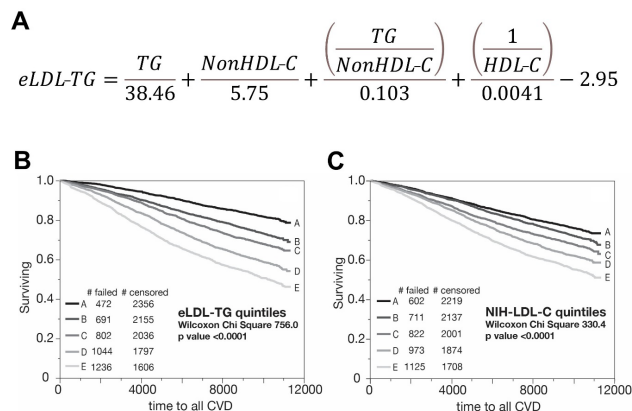 A
eLDL-TG = TG/38.46 + NonHDL-C/5.75 + (TG/NonHDL-C)/0.103 + (1/HDL-C)/0.0041 − 2.95
B
Surviving
1.0
0.8
0.6
0.4
0.2
0
A
B
C
D
E
# failed # censored
A 472 2356
B 691 2155
C 802 2036
D 1044 1797
E 1236 1606
eLDL-TG quintiles
Wilcoxon Chi Square 756.0
p value <0.0001
0 4000 8000 12000
time to all CVD
C
Surviving
1.0
0.8
0.6
0.4
0.2
0
A
B
C
D
E
# failed # censored
A 602 2219
B 711 2137
C 822 2001
D 973 1874
E 1125 1708
NIH-LDL-C quintiles
Wilcoxon Chi Square 330.4
p value <0.0001
0 4000 8000 12000
time to all CVD